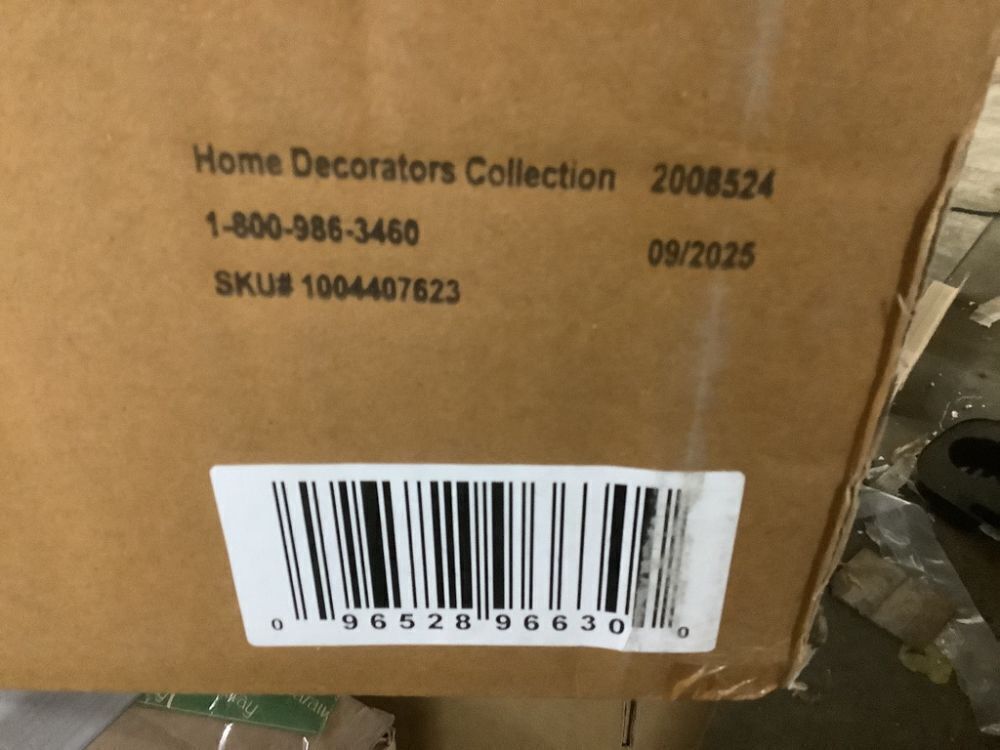 Home Decorators Collection 2008524
1-800-986-3460 09/2025
SKU# 1004407623
0 96528 96630 0